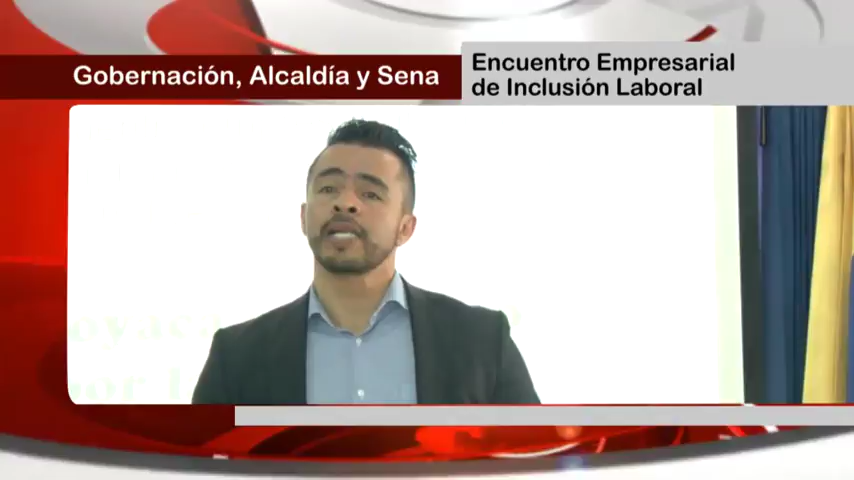 Gobernación, Alcaldía y Sena
Encuentro Empresarial
de Inclusión Laboral